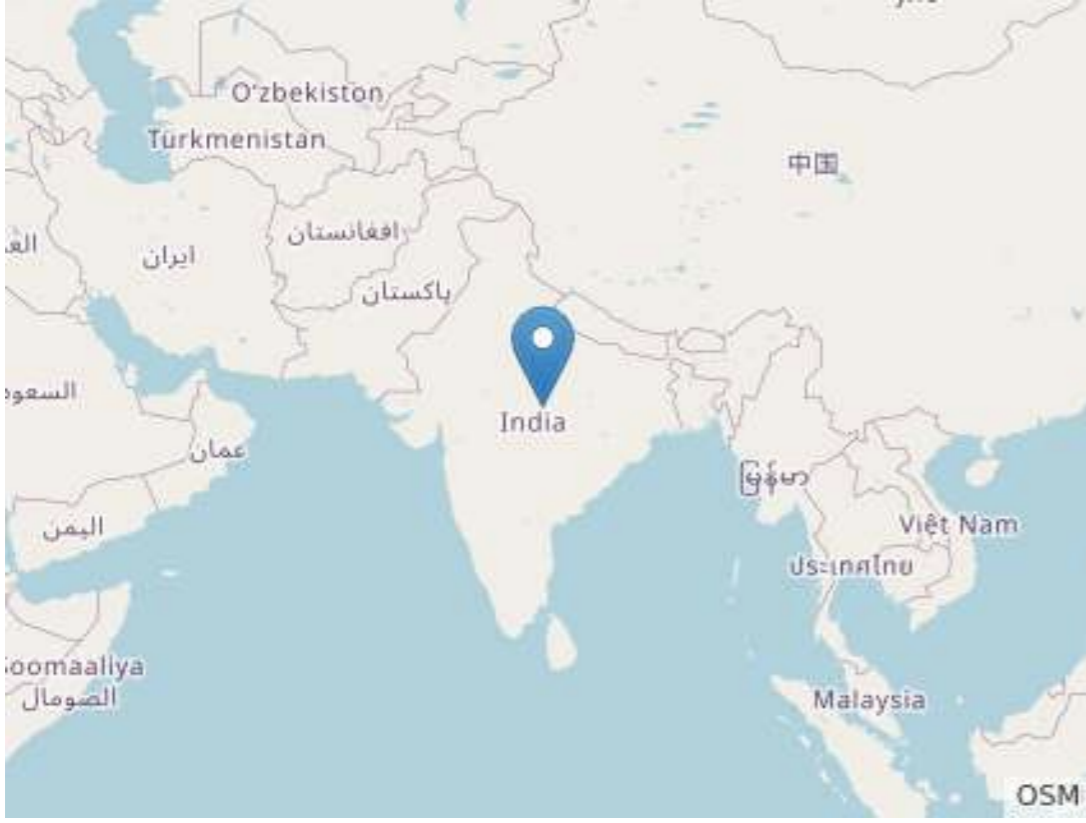 O'zbekiston
Türkmenistan
中国
افغانستان
ایران
پاکستان
السعود
India
عمان
မြန်မာ
اليمن
Việt Nam
ประเทศไทย
Soomaaliya
الصومال
Malaysia
OSM